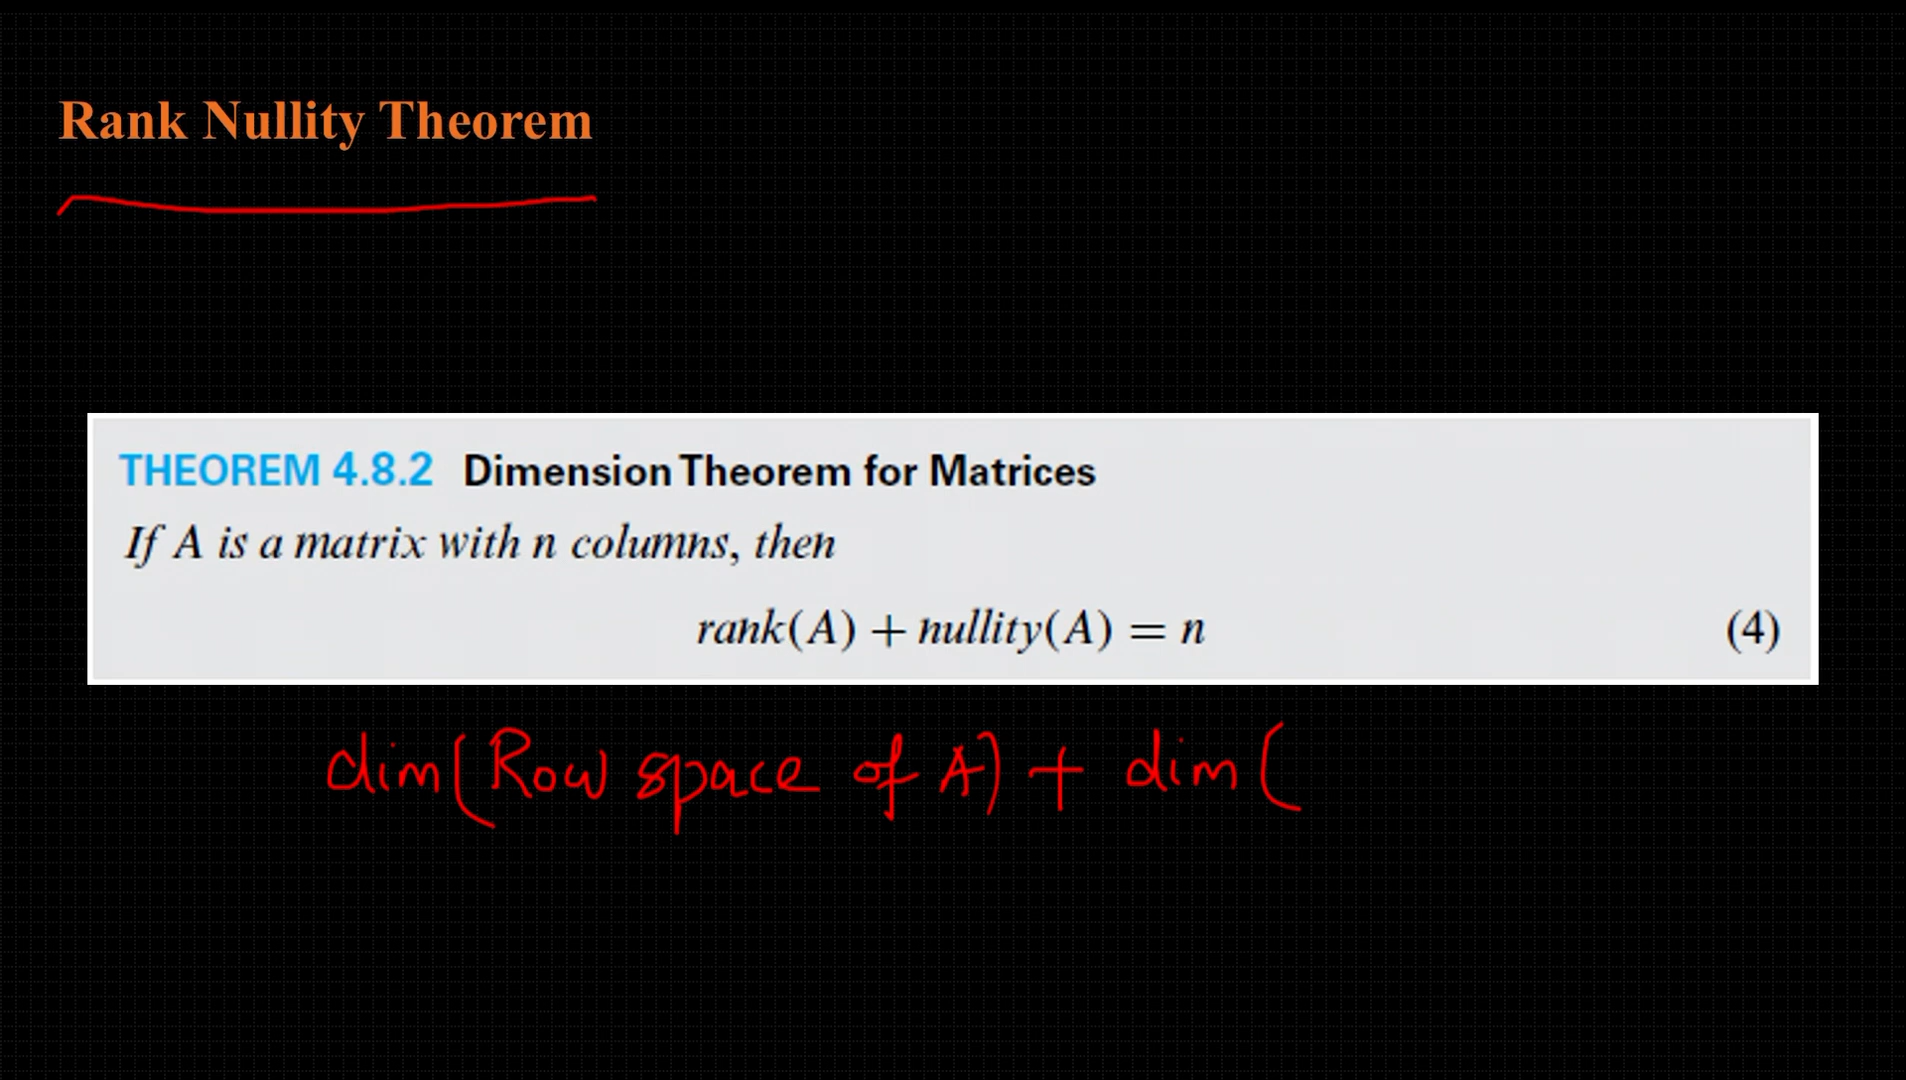 Rank Nullity Theorem
THEOREM 4.8.2 Dimension Theorem for Matrices
If A is a matrix with n columns, then
rank(A) + nullity(A) = n (4)
dim(Row space of A) + dim(